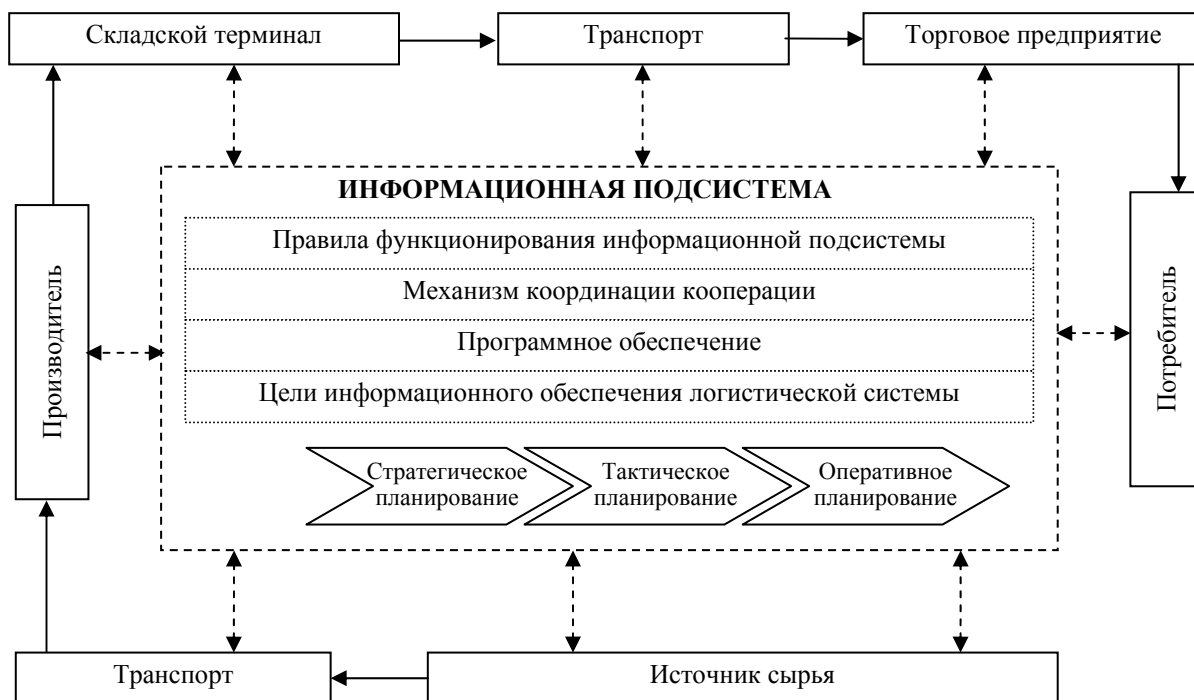 Складской терминал
Транспорт
Торговое предприятие
ИНФОРМАЦИОННАЯ ПОДСИСТЕМА
Правила функционирования информационной подсистемы
Механизм координации кооперации
Программное обеспечение
Цели информационного обеспечения логистической системы
Стратегическое
планирование
Тактическое
планирование
Оперативное
планирование
Производитель
Потребитель
Транспорт
Источник сырья